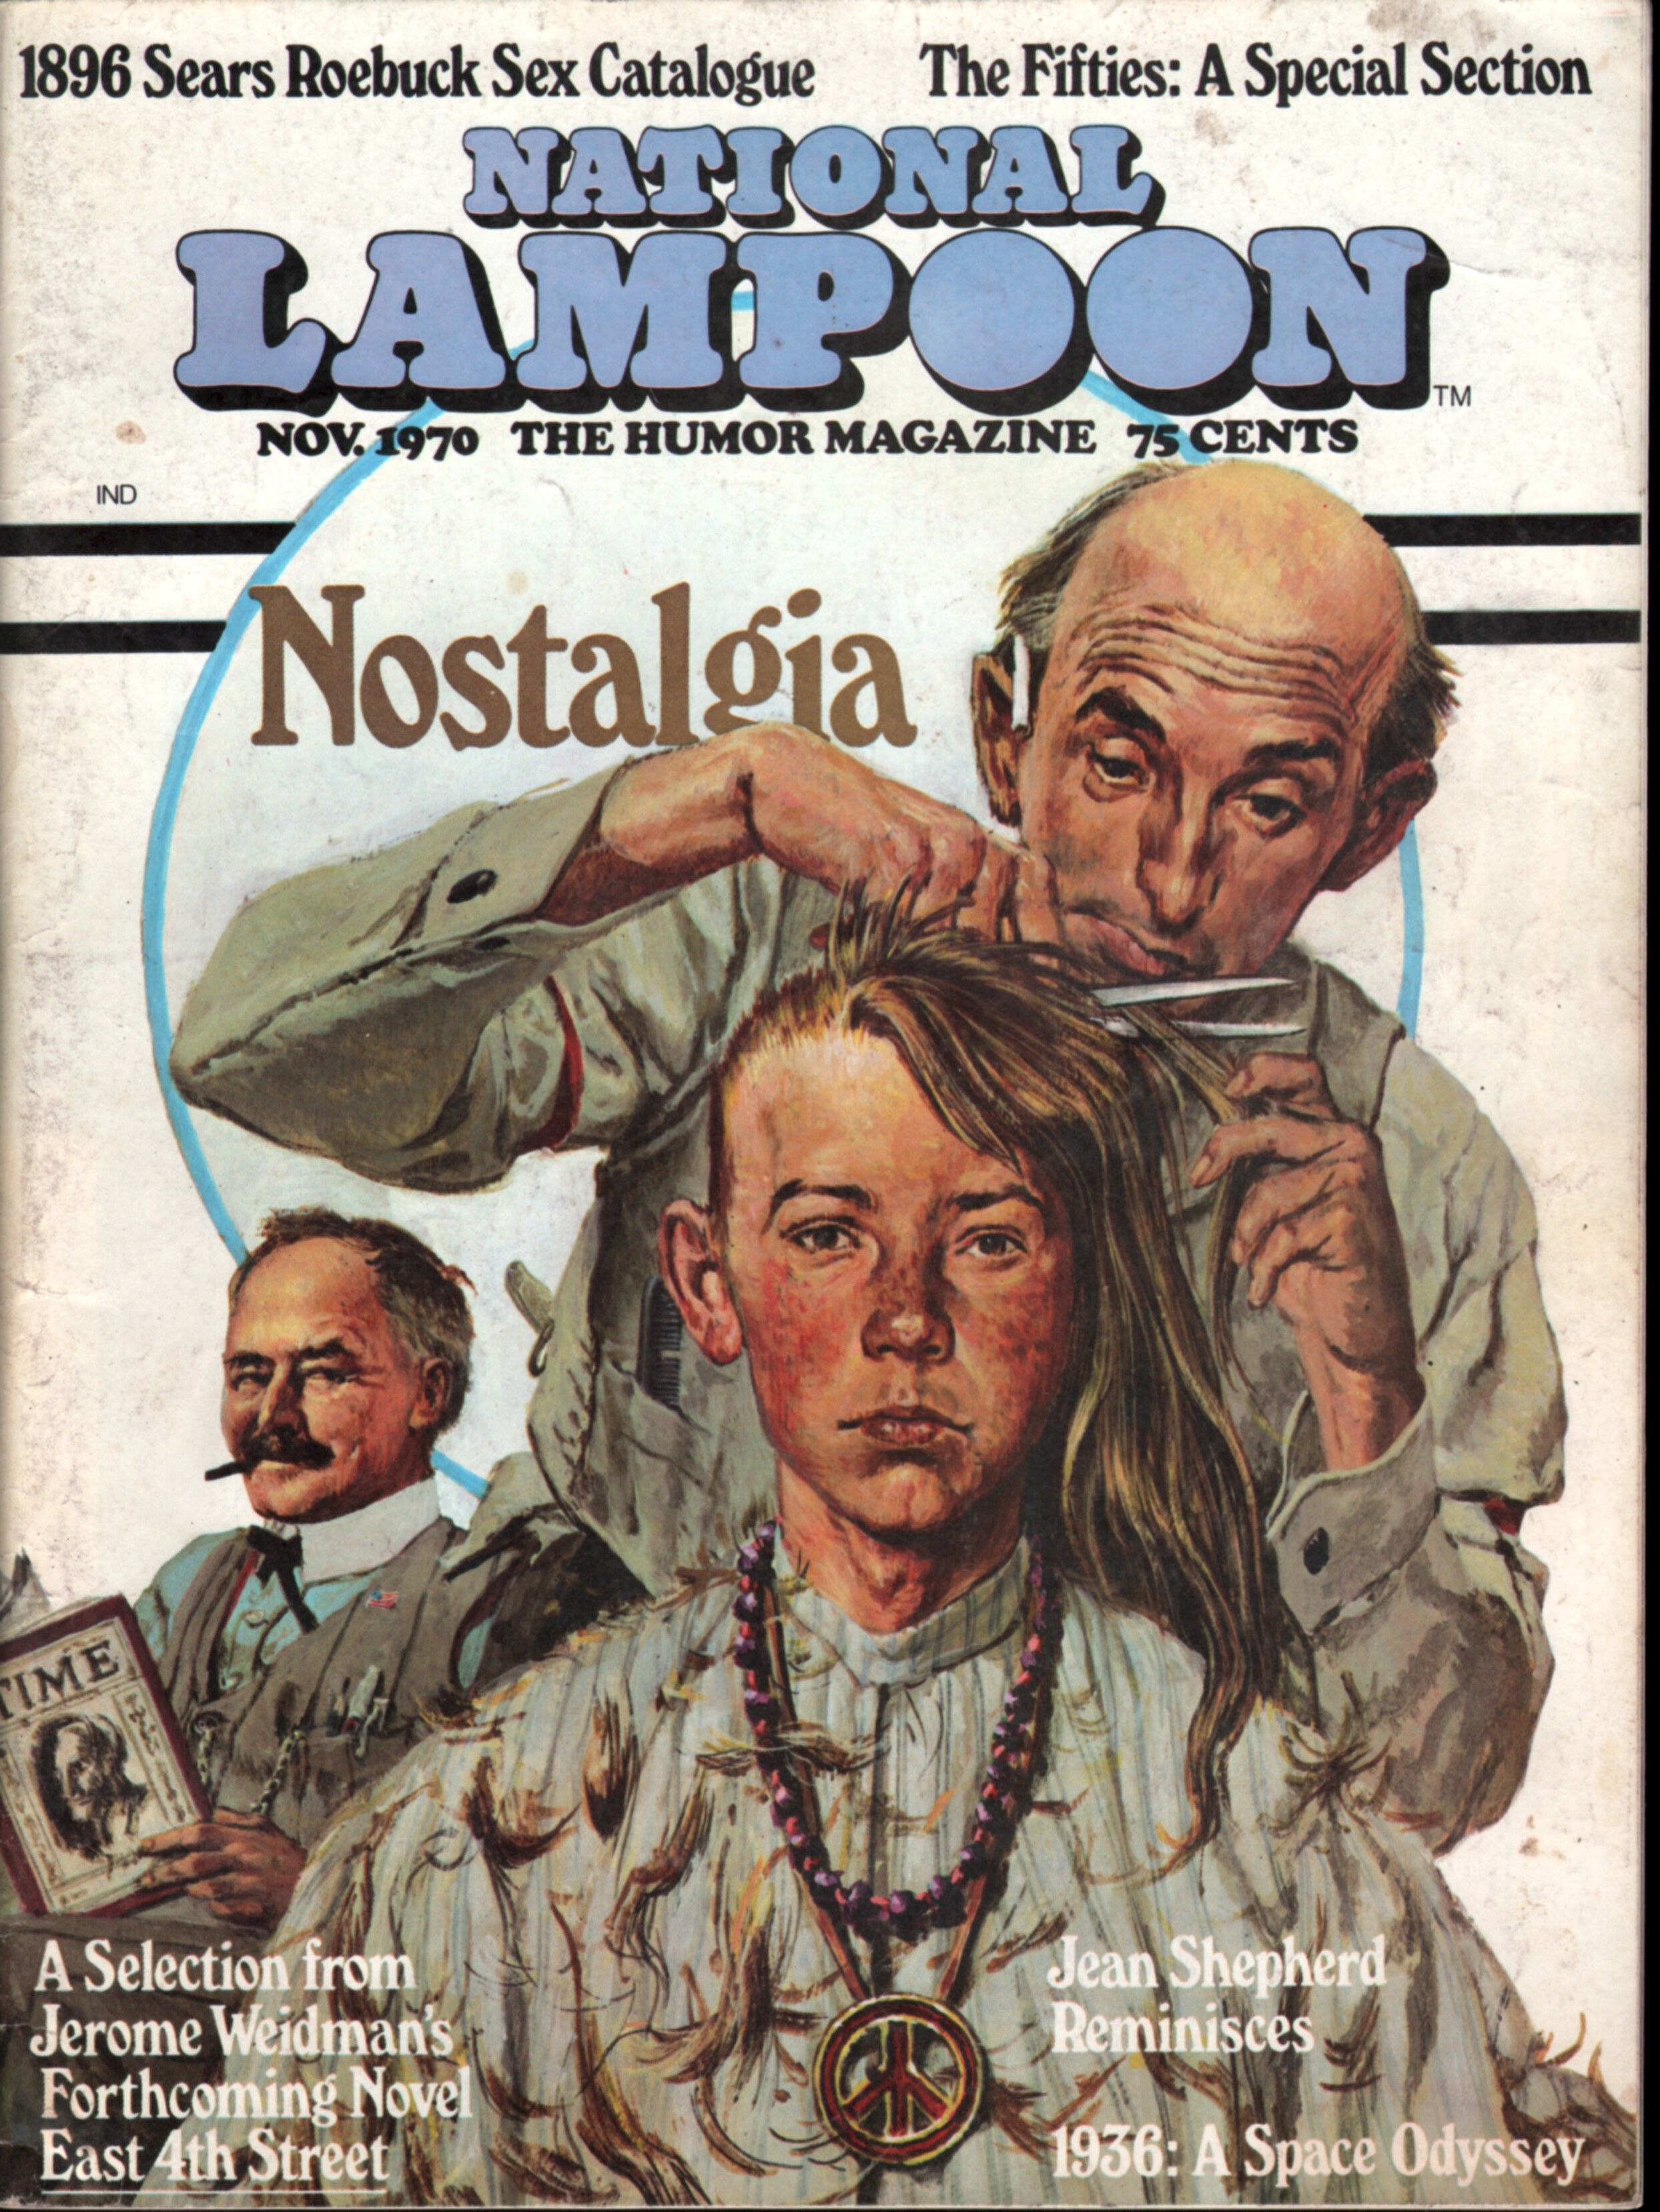 1896 Sears Roebuck Sex Catalogue
The Fifties: A Special Section
NATIONAL
LAMPOON
TM
NOV. 1970 THE HUMOR MAGAZINE 75 CENTS
IND
Nostalgia
TIME
A Selection from
Jerome Weidman's
Forthcoming Novel
East 4th Street
Jean Shepherd
Reminisces
1936: A Space Odyssey